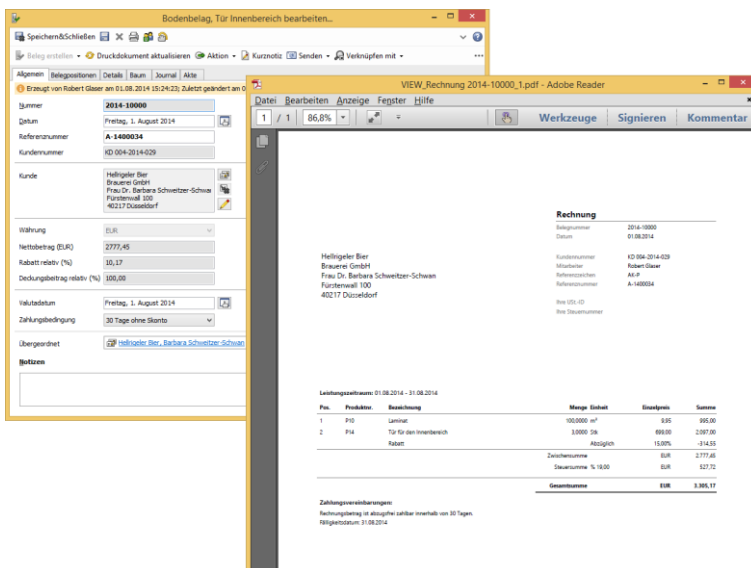 Bodenbelag, Tür Innenbereich bearbeiten...
Speichern&Schließen
Beleg erstellen Druckdokument aktualisieren Aktion Kurznotiz Senden Verknüpfen mit
Allgemein Belegpositionen Details Baum Journal Akte
Erzeugt von Robert Glaser am 01.08.2014 15:24:23; Zuletzt geändert am 0
Nummer 2014-10000
Datum Freitag, 1. August 2014
Referenznummer A-1400034
Kundennummer KD 004-2014-029
Kunde Hellrigeler Bier
Brauerei GmbH
Frau Dr. Barbara Schweitzer-Schwan
Fürstenwall 100
40217 Düsseldorf
Währung EUR
Nettobetrag (EUR) 2777,45
Rabatt relativ (%) 10,17
Deckungsbeitrag relativ (%) 100,00
Valutadatum Freitag, 1. August 2014
Zahlungsbedingung 30 Tage ohne Skonto
Übergeordnet Hellrigeler Bier, Barbara Schweitzer-Schwan
Notizen
VIEW_Rechnung 2014-10000_1.pdf - Adobe Reader
Datei Bearbeiten Anzeige Fenster Hilfe
1 / 1 86,8% Werkzeuge Signieren Kommentar
Rechnung
Belegnummer 2014-10000
Datum 01.08.2014
Kundennummer KD 004-2014-029
Mitarbeiter Robert Glaser
Referenzzeichen AK-P
Referenznummer A-1400034
Ihre USt.-ID
Ihre Steuernummer
Hellrigeler Bier
Brauerei GmbH
Frau Dr. Barbara Schweitzer-Schwan
Fürstenwall 100
40217 Düsseldorf
Leistungszeitraum: 01.08.2014 - 31.08.2014
Pos. Produktnr. Bezeichnung Menge Einheit Einzelpreis Summe
1 P10 Laminat 100,0000 m² 9,95 995,00
2 P14 Tür für den Innenbereich 3,0000 Stk 699,00 2.097,00
Rabatt Abzüglich 15,00% -314,55
Zwischensumme EUR 2.777,45
Steuersumme % 19,00 EUR 527,72
Gesamtsumme EUR 3.305,17
Zahlungsvereinbarungen:
Rechnungsbetrag ist abzugsfrei zahlbar innerhalb von 30 Tagen.
Fälligkeitsdatum: 31.08.2014